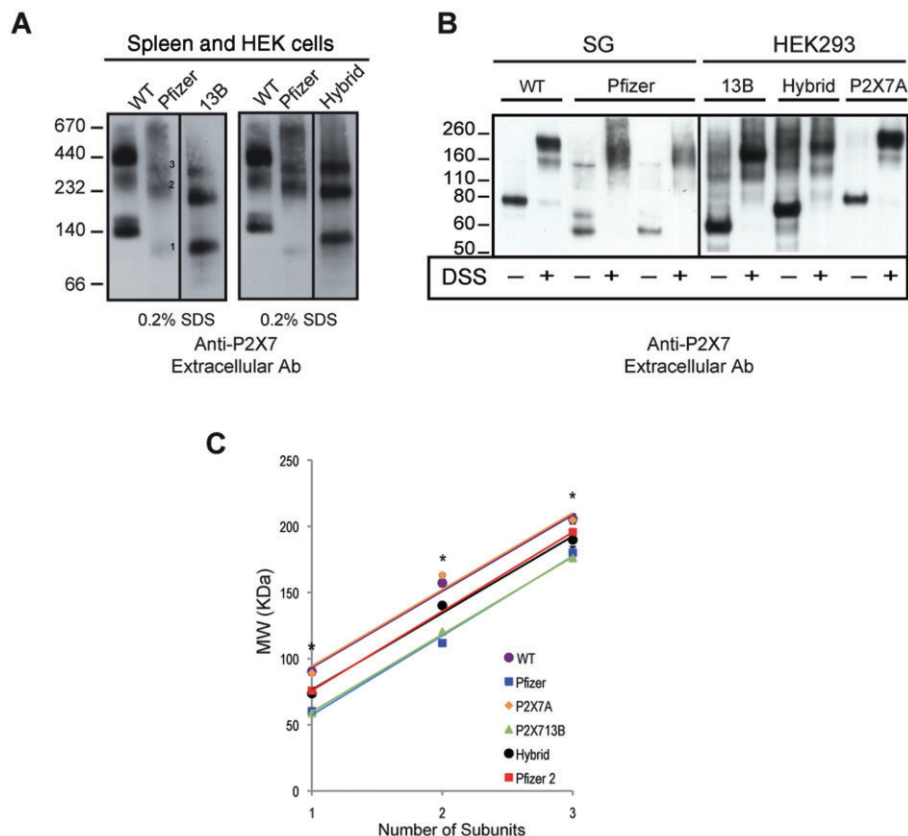 A
Spleen and HEK cells
WT Pfizer 13B WT Pfizer Hybrid
670
440
232
140
66
3
2
1
0.2% SDS 0.2% SDS
Anti-P2X7
Extracellular Ab
B
SG HEK293
WT Pfizer 13B Hybrid P2X7A
260
160
110
80
60
50
DSS − + − + − + − + − + − +
Anti-P2X7
Extracellular Ab
C
MW (KDa)
250
200
150
100
50
0
* * *
WT
Pfizer
P2X7A
P2X713B
Hybrid
Pfizer 2
1 2 3
Number of Subunits